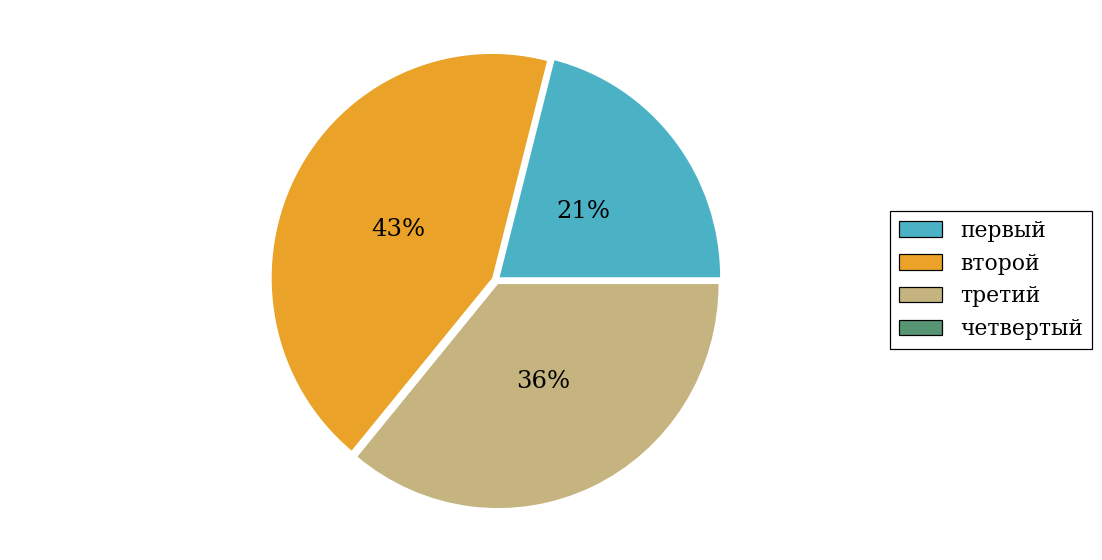 21%
43%
36%
первый
второй
третий
четвертый